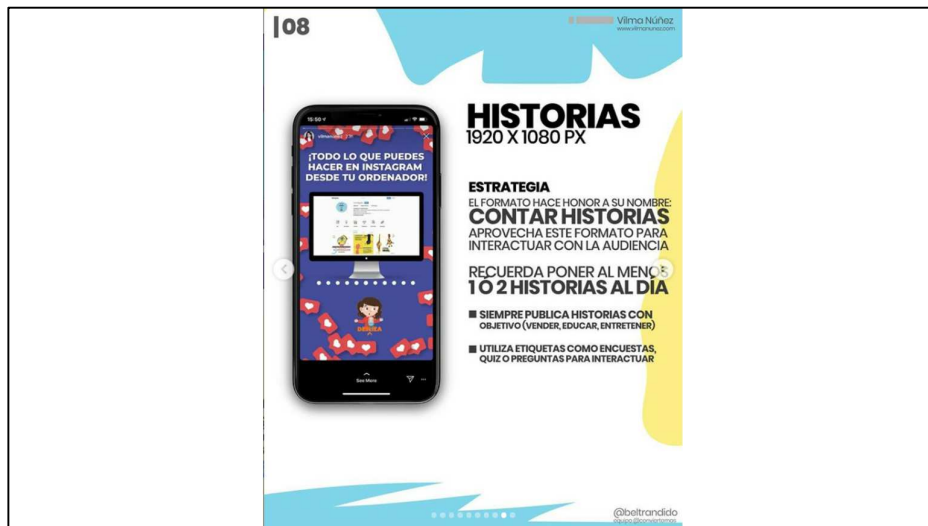 |08
Vilma Núñez
www.vilmanunez.com
HISTORIAS
1920 X 1080 PX
15:50
¡TODO LO QUE PUEDES
HACER EN INSTAGRAM
DESDE TU ORDENADOR!
See More
ESTRATEGIA
EL FORMATO HACE HONOR A SU NOMBRE:
CONTAR HISTORIAS
APROVECHA ESTE FORMATO PARA
INTERACTUAR CON LA AUDIENCIA
RECUERDA PONER AL MENOS
1 Ó 2 HISTORIAS AL DÍA
SIEMPRE PUBLICA HISTORIAS CON
OBJETIVO (VENDER, EDUCAR, ENTRETENER)
UTILIZA ETIQUETAS COMO ENCUESTAS,
QUIZ O PREGUNTAS PARA INTERACTUAR
@beltrandido
equipo @conviertemas